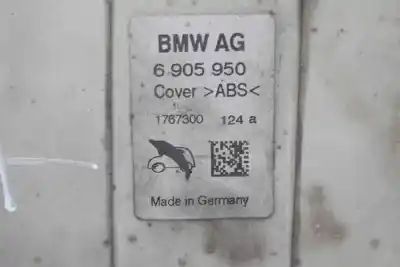 BMW AG
6 905 950
Cover >ABS<
1767300 124 a
Made in Germany